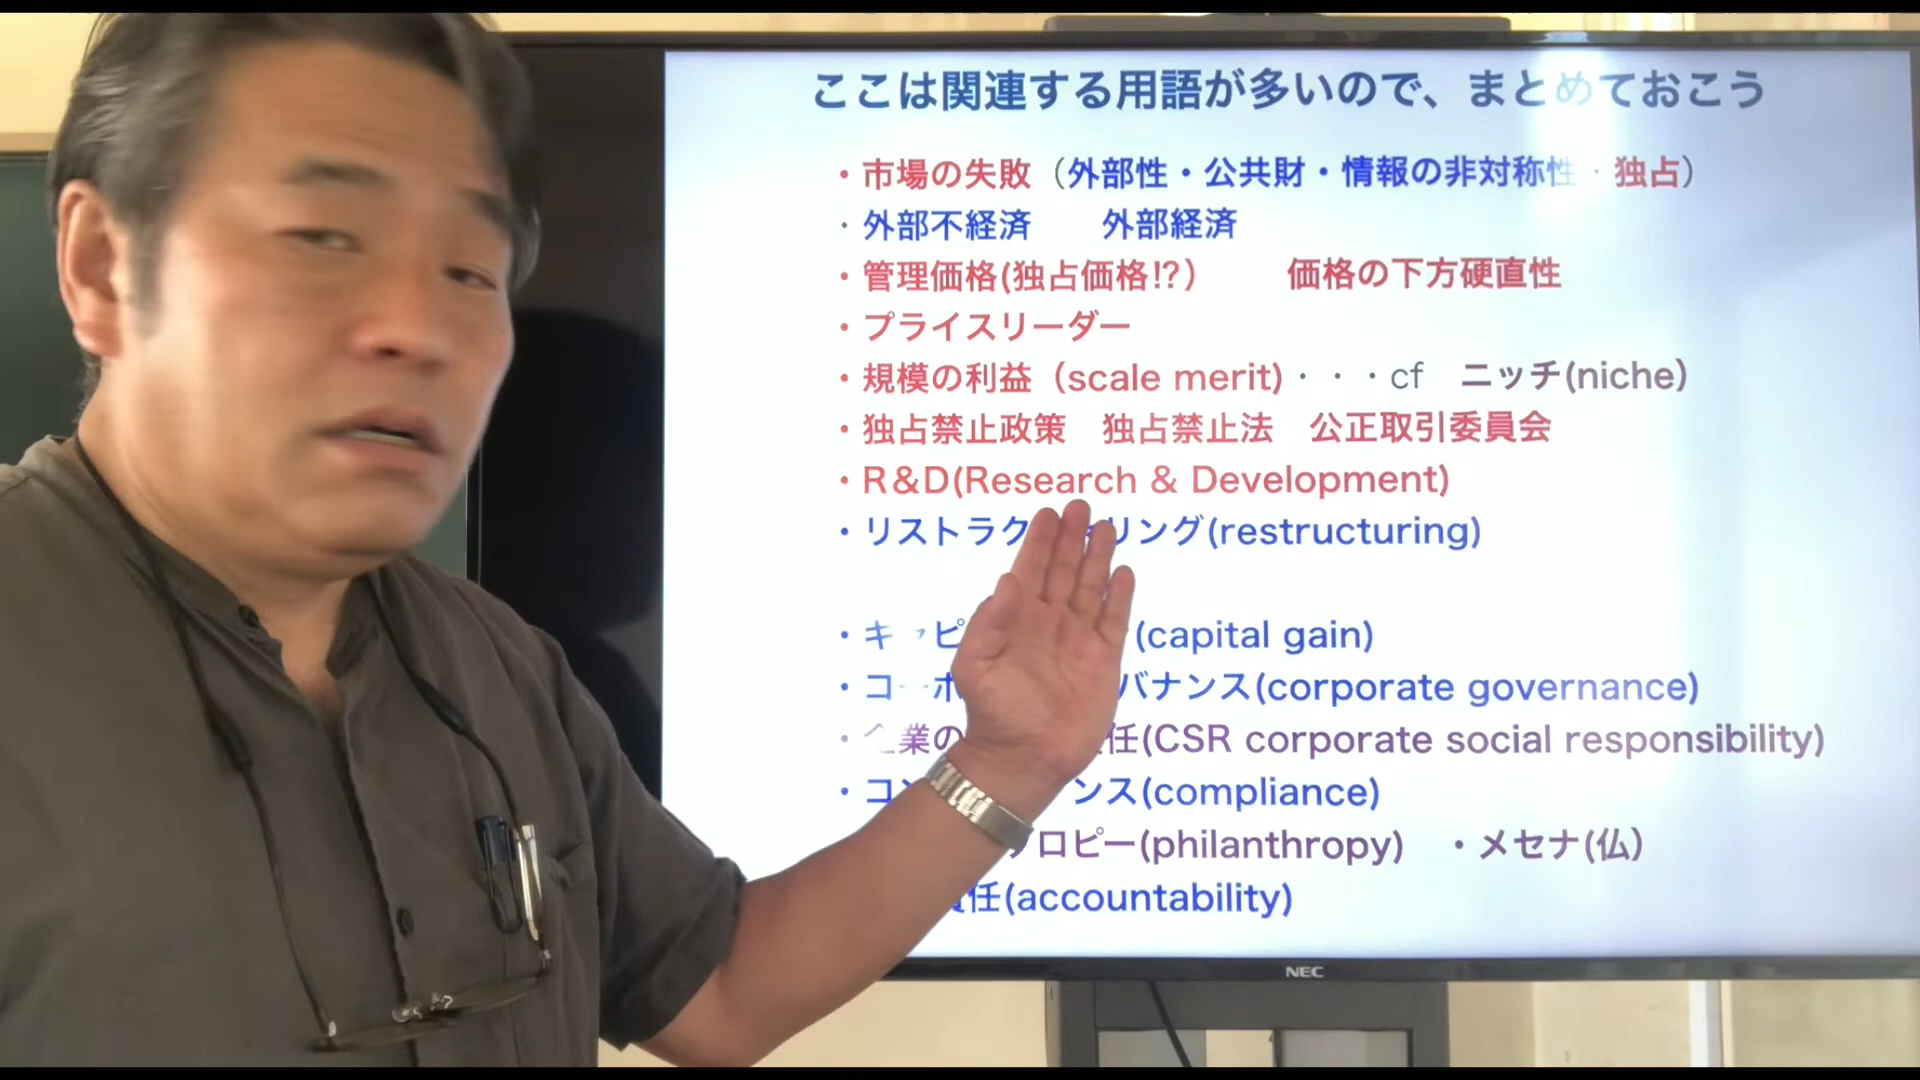 ここは関連する用語が多いので、まとめておこう
・市場の失敗（外部性・公共財・情報の非対称性・独占）
・外部不経済　　外部経済
・管理価格(独占価格!?）　　価格の下方硬直性
・プライスリーダー
・規模の利益（scale merit)・・・cf　ニッチ(niche）
・独占禁止政策　独占禁止法　公正取引委員会
・R&D(Research & Development)
・リストラク リング(restructuring)
・キャピ (capital gain)
・コーポ バナンス(corporate governance)
・企業の 任(CSR corporate social responsibility)
・コン ンス(compliance)
ロピー(philanthropy)　・メセナ(仏）
責任(accountability)
NEC